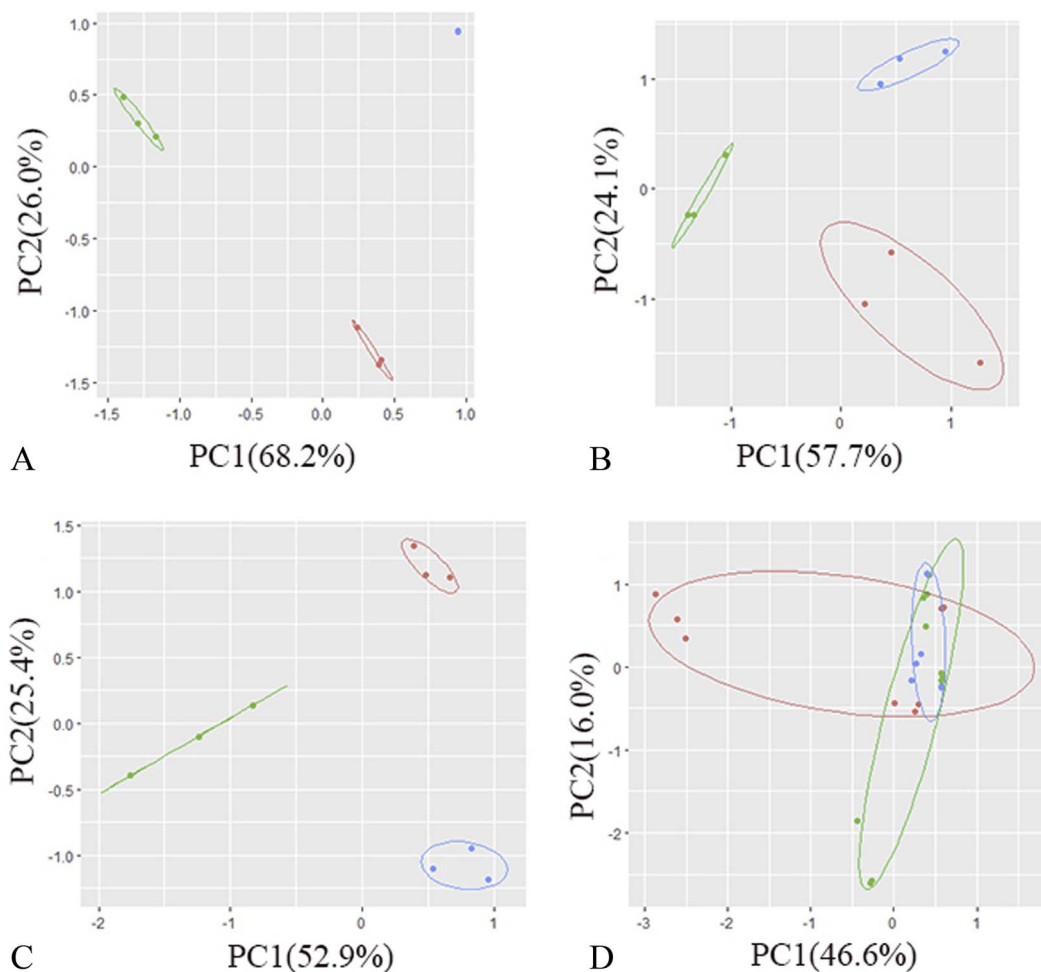 1.0
0.5
0.0
-0.5
-1.0
-1.5
PC2(26.0%)
-1.5 -1.0 -0.5 0.0 0.5 1.0
PC1(68.2%)
A
1
0
-1
PC2(24.1%)
-1 0 1
PC1(57.7%)
B
1.5
1.0
0.5
0.0
-0.5
-1.0
PC2(25.4%)
-2 -1 0 1
PC1(52.9%)
C
1
0
-1
-2
PC2(16.0%)
-3 -2 -1 0 1
PC1(46.6%)
D